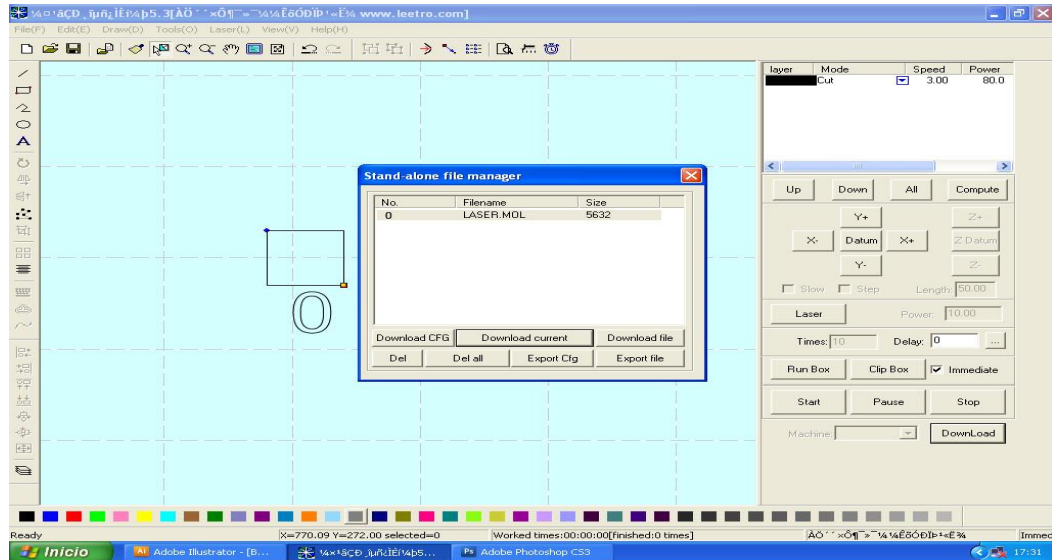 5.3[ www.leetro.com]
File(F) Edit(E) Draw(D) Tools(O) Laser(L) View(V) Help(H)
layer Mode Speed Power
Cut 3.00 80.0
Stand-alone file manager
No. Filename Size
0 LASER.MOL 5632
Download CFG Download current Download file
Del Del all Export Cfg Export file
A
O
Up Down All Compute
Y+ Z+
X- Datum X+ Z Datum
Y- Z-
Slow Step Length: 50.00
Laser Power: 10.00
Times: 10 Delay: 0 ...
Run Box Clip Box Immediate
Start Pause Stop
Machine: DownLoad
Ready X=770.09 Y=272.00 selected=0 Worked times:00:00:00[finished:0 times] Immed
Inicio Adobe Illustrator - [B... Adobe Photoshop CS3 17:31